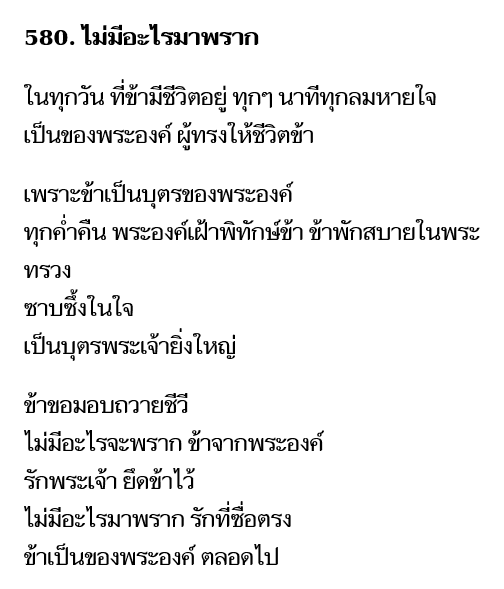 580. ไม่มีอะไรมาพราก
ในทุกวัน ที่ข้ามีชีวิตอยู่ ทุกๆ นาทีทุกลมหายใจ
เป็นของพระองค์ ผู้ทรงให้ชีวิตข้า
เพราะข้าเป็นบุตรของพระองค์
ทุกค่ำคืน พระองค์เฝ้าพิทักษ์ข้า ข้าพักสบายในพระ
ทรวง
ซาบซึ้งในใจ
เป็นบุตรพระเจ้ายิ่งใหญ่
ข้าขอมอบถวายชีวี
ไม่มีอะไรจะพราก ข้าจากพระองค์
รักพระเจ้า ยึดข้าไว้
ไม่มีอะไรมาพราก รักที่ซื่อตรง
ข้าเป็นของพระองค์ ตลอดไป